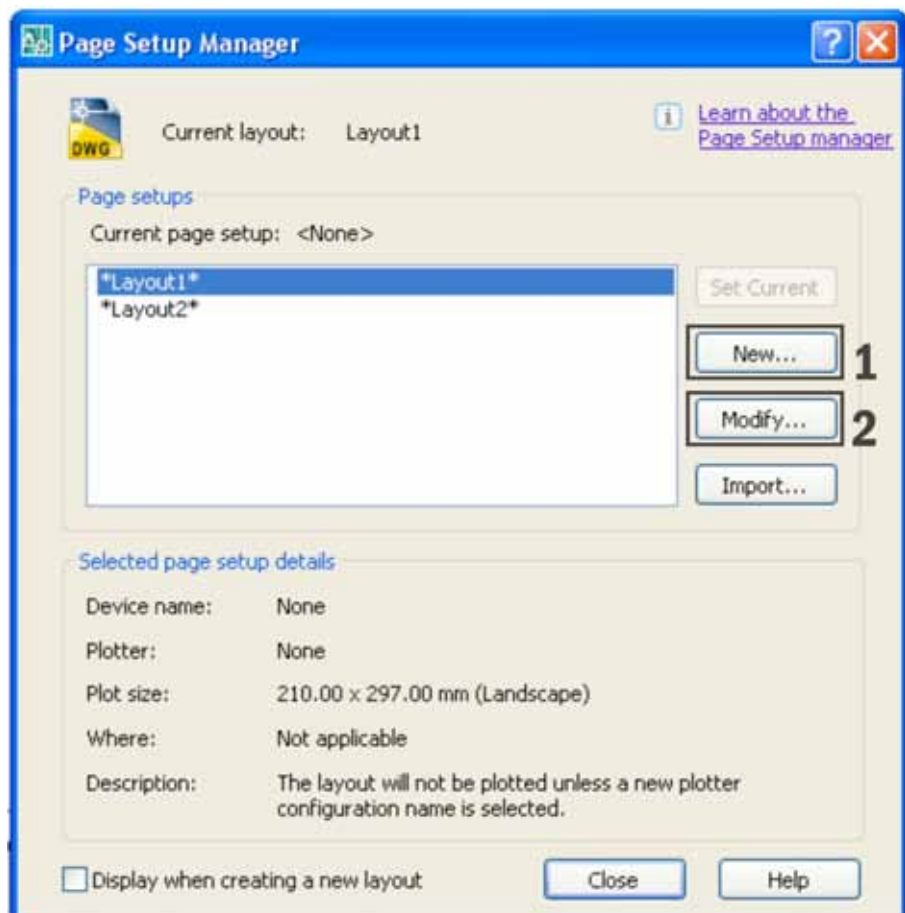 Page Setup Manager
DWG
Current layout: Layout1
i
Learn about the
Page Setup manager
Page setups
Current page setup: <None>
*Layout1*
*Layout2*
Set Current
New...
1
Modify...
2
Import...
Selected page setup details
Device name: None
Plotter: None
Plot size: 210.00 x 297.00 mm (Landscape)
Where: Not applicable
Description: The layout will not be plotted unless a new plotter
configuration name is selected.
Display when creating a new layout
Close
Help